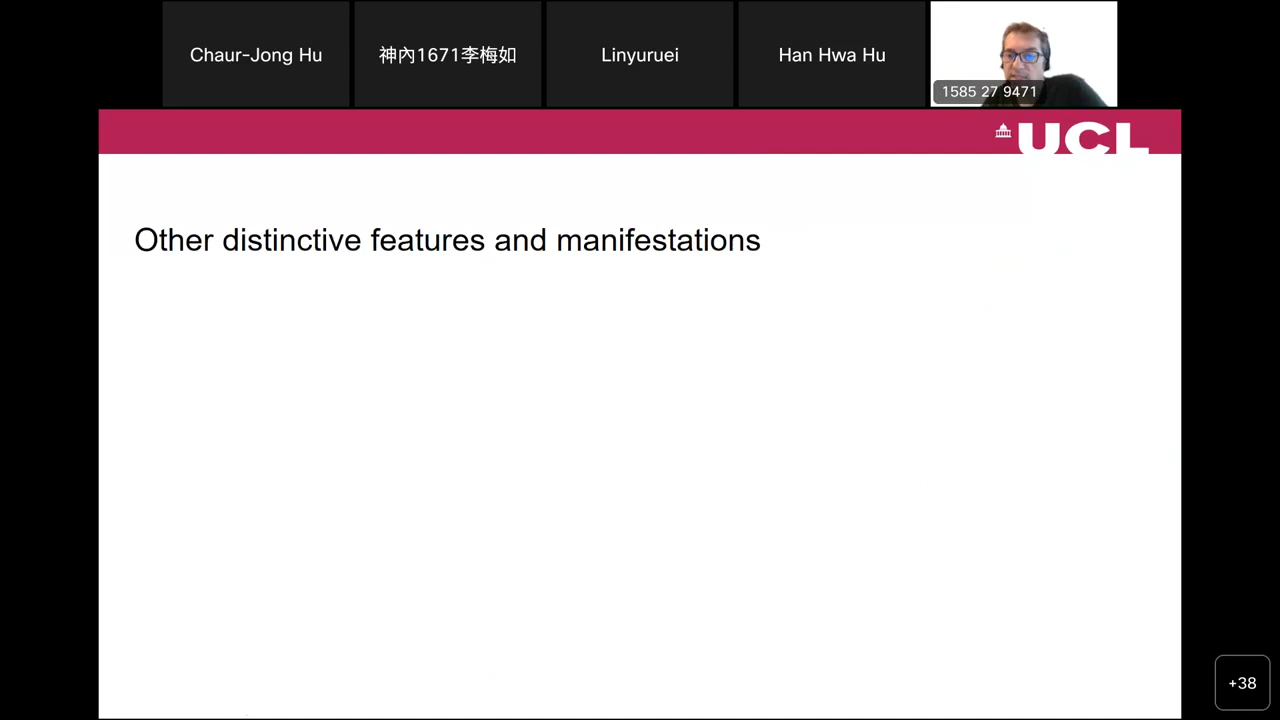 Chaur-Jong Hu
神內1671李梅如
Linyuruei
Han Hwa Hu
1585 27 9471
UCL
Other distinctive features and manifestations
+38